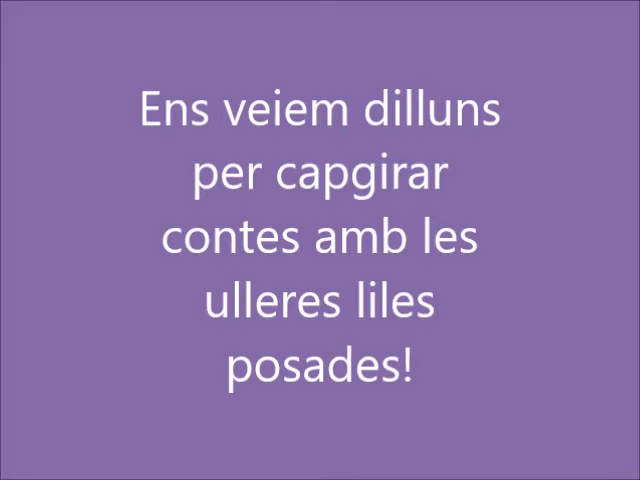 Ens veiem dilluns
per capgirar
contes amb les
ulleres liles
posades!